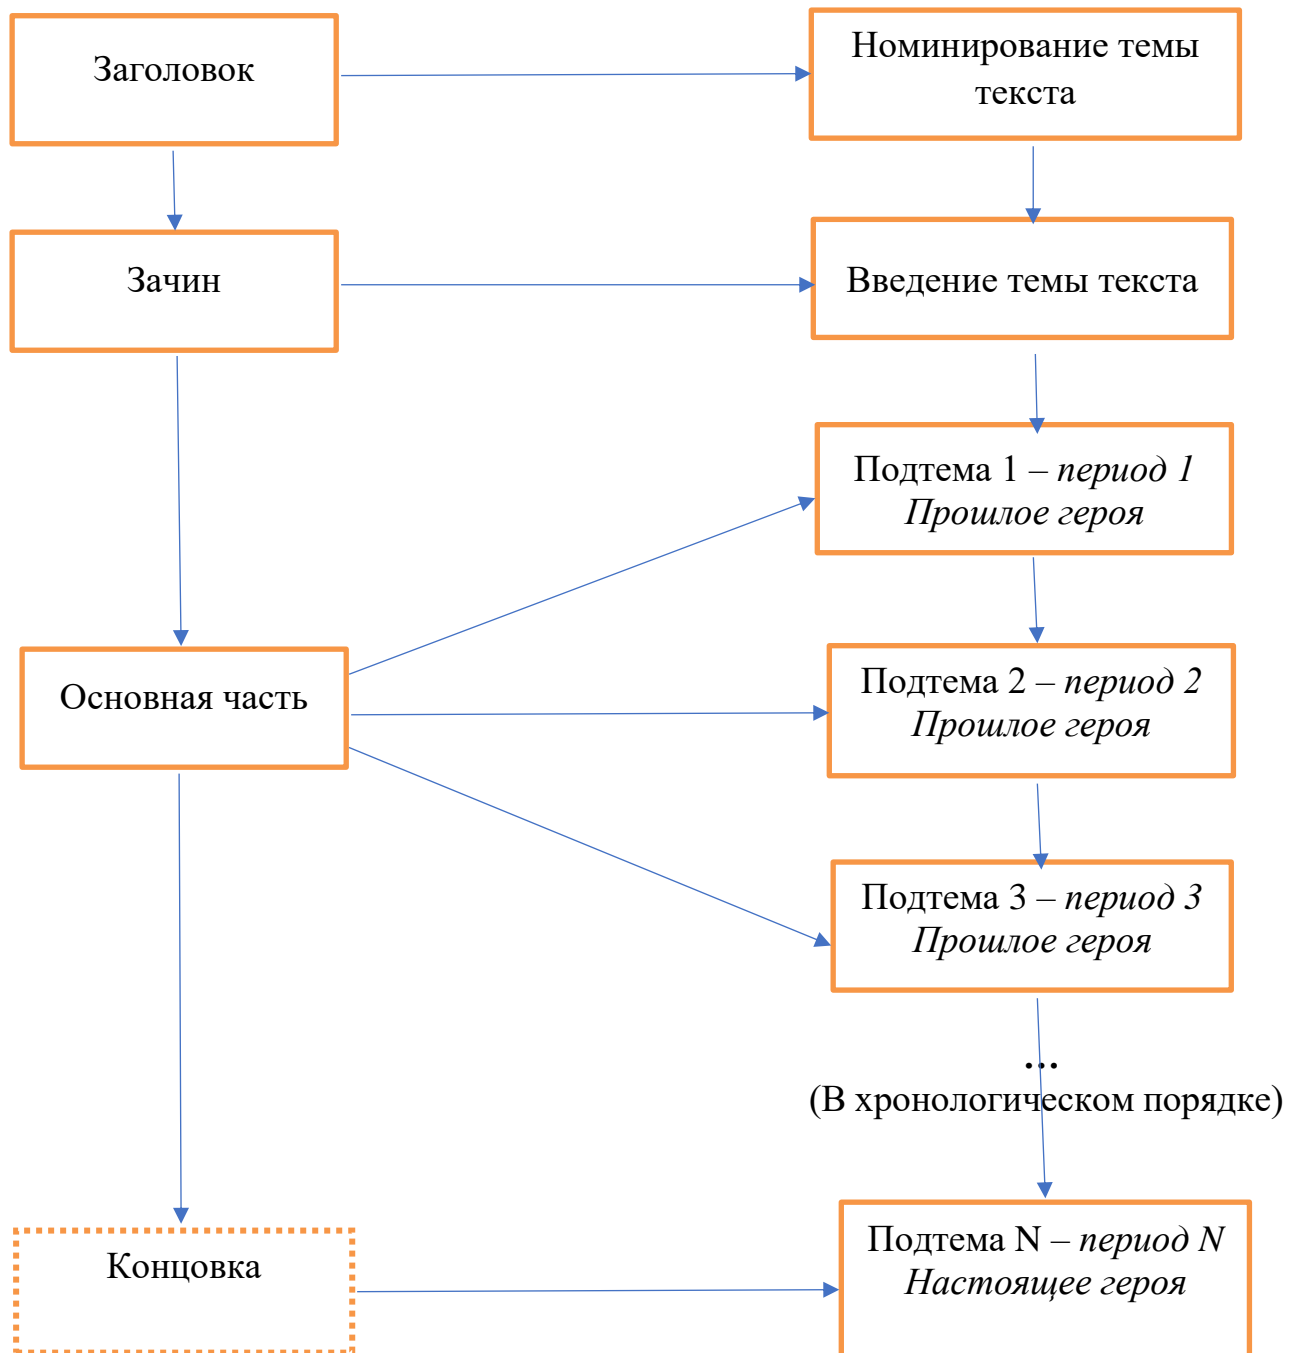 Заголовок
Номинирование темы
текста
Зачин
Введение темы текста
Подтема 1 – период 1
Прошлое героя
Основная часть
Подтема 2 – период 2
Прошлое героя
Подтема 3 – период 3
Прошлое героя
...
(В хронологическом порядке)
Концовка
Подтема N – период N
Настоящее героя